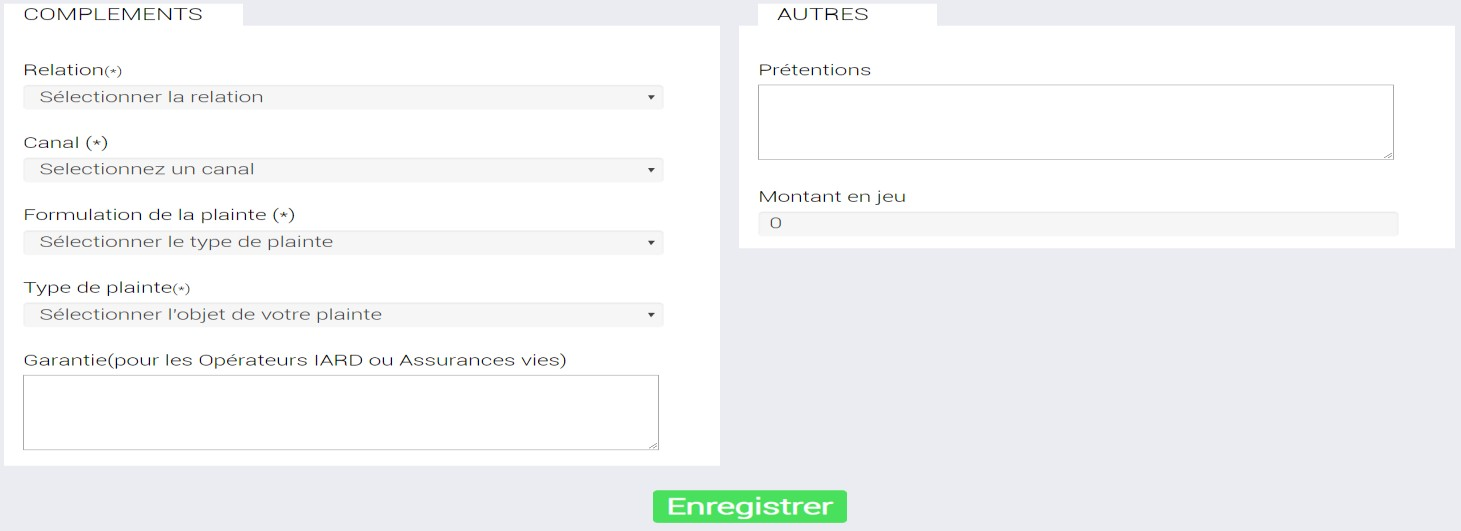 COMPLEMENTS
Relation(*)
Sélectionner la relation
Canal (*)
Selectionnez un canal
Formulation de la plainte (*)
Sélectionner le type de plainte
Type de plainte(*)
Sélectionner l'objet de votre plainte
Garantie(pour les Opérateurs IARD ou Assurances vies)
AUTRES
Prétentions
Montant en jeu
0
Enregistrer